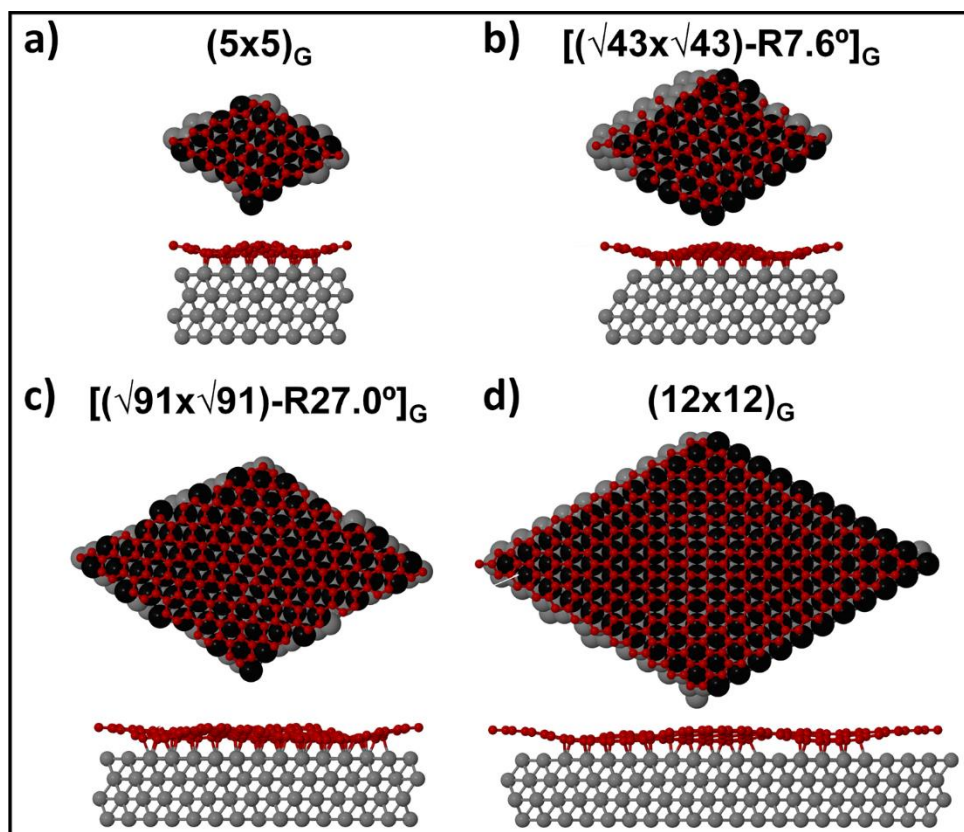 a) (5x5)G
b) [(√43x√43)-R7.6º]G
c) [(√91x√91)-R27.0º]G
d) (12x12)G